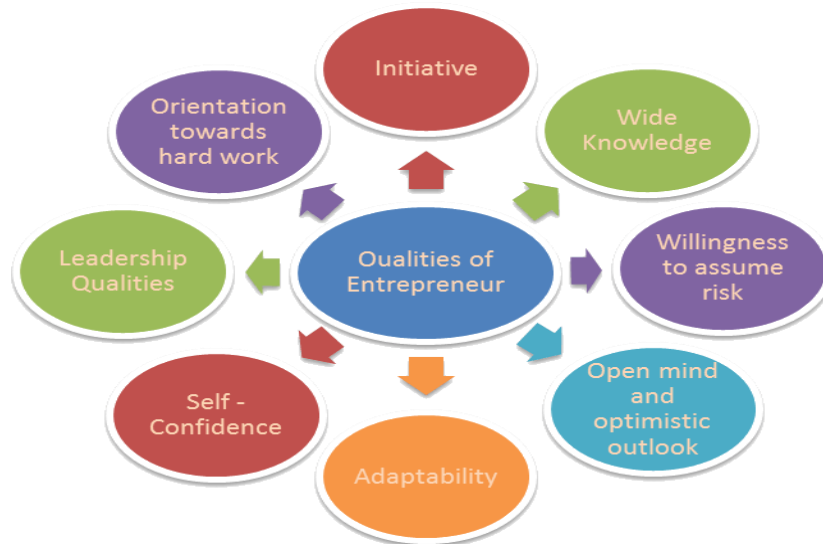 Initiative
Wide
Knowledge
Willingness
to assume
risk
Open mind
and
optimistic
outlook
Adaptability
Self -
Confidence
Leadership
Qualities
Orientation
towards
hard work
Oualities of
Entrepreneur